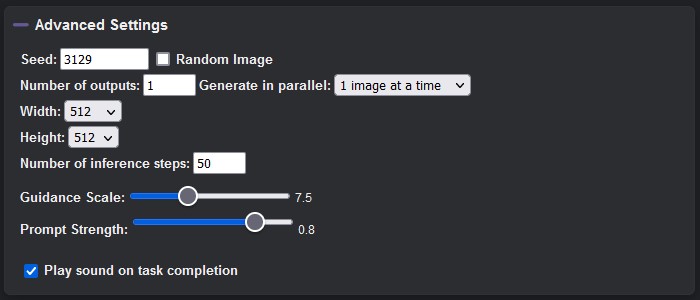 Advanced Settings
Seed: 3129 Random Image
Number of outputs: 1 Generate in parallel: 1 image at a time
Width: 512
Height: 512
Number of inference steps: 50
Guidance Scale: 7.5
Prompt Strength: 0.8
Play sound on task completion